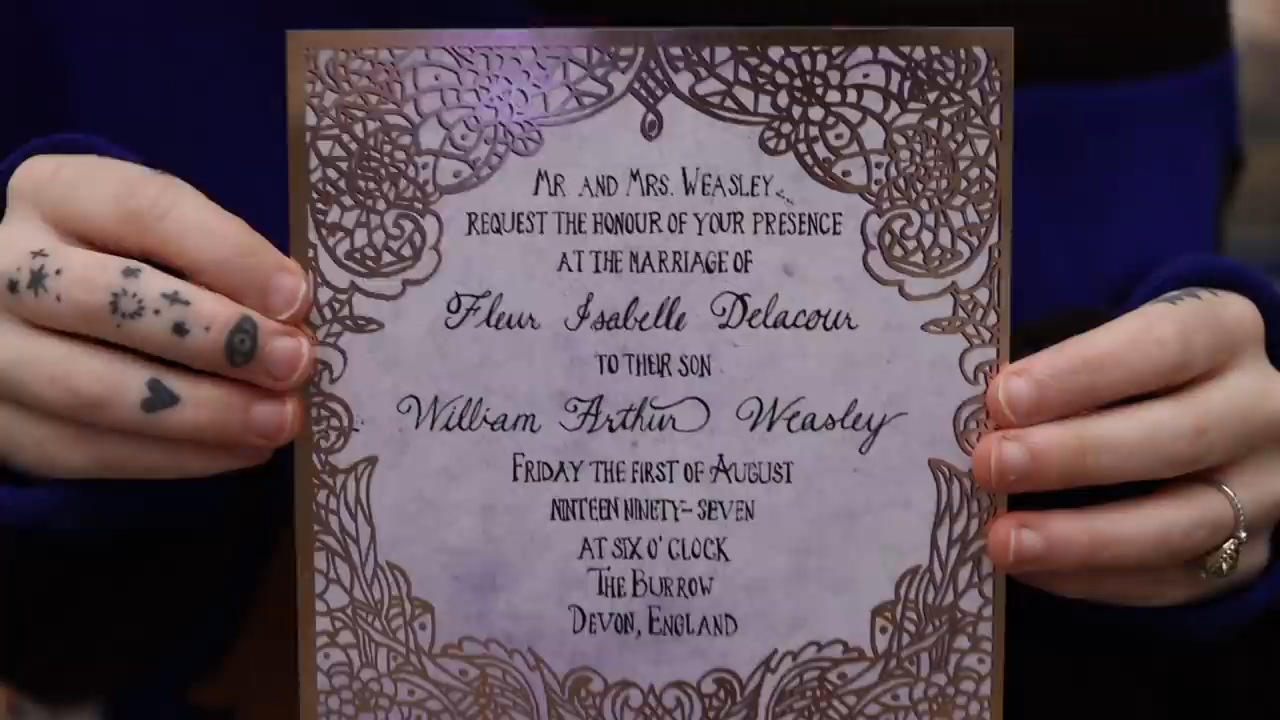 MR. AND MRS. WEASLEY
REQUEST THE HONOUR OF YOUR PRESENCE
AT THE MARRIAGE OF
Fleur Isabelle Delacour
TO THEIR SON
William Arthur Weasley
FRIDAY THE FIRST OF AUGUST
NINTEEN NINETY-SEVEN
AT SIX O'CLOCK
THE BURROW
DEVON, ENGLAND